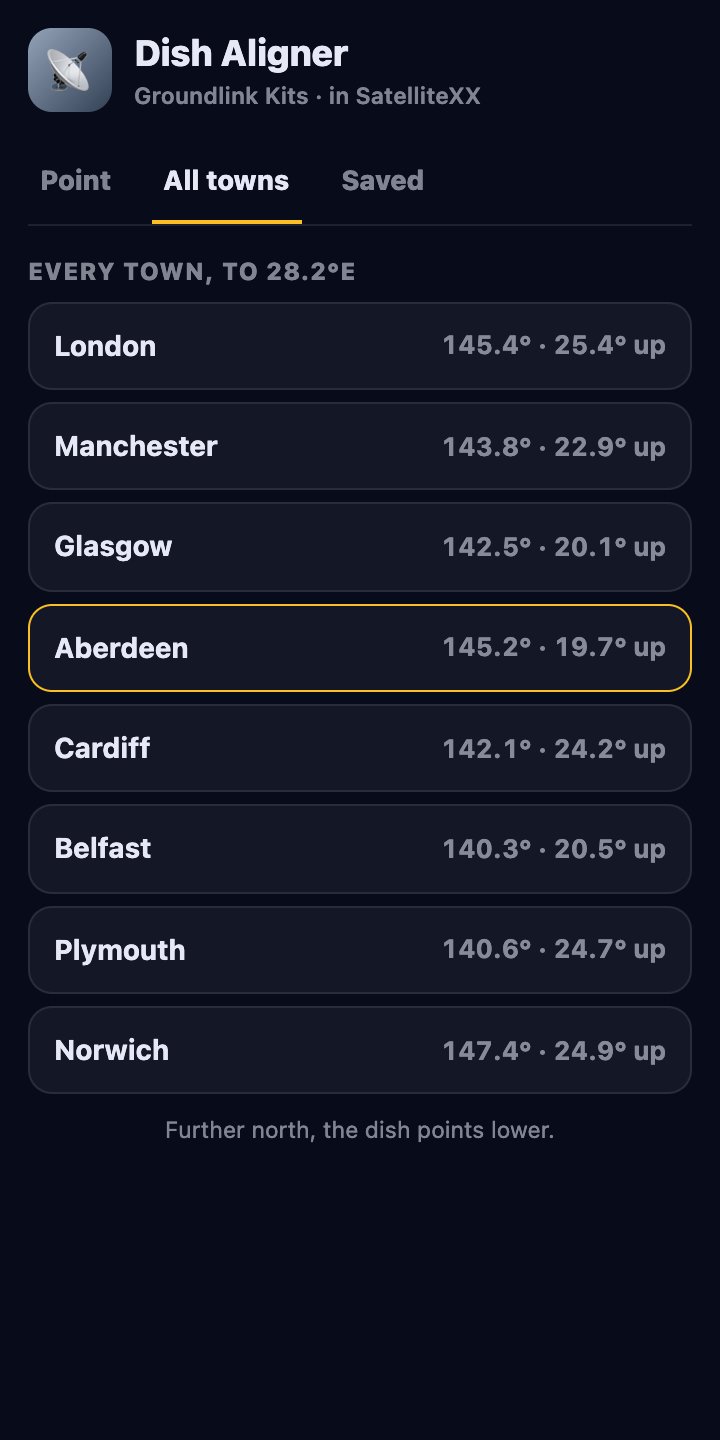 Dish Aligner
Groundlink Kits · in SatelliteXX
Point All towns Saved
EVERY TOWN, TO 28.2°E
London 145.4° · 25.4° up
Manchester 143.8° · 22.9° up
Glasgow 142.5° · 20.1° up
Aberdeen 145.2° · 19.7° up
Cardiff 142.1° · 24.2° up
Belfast 140.3° · 20.5° up
Plymouth 140.6° · 24.7° up
Norwich 147.4° · 24.9° up
Further north, the dish points lower.